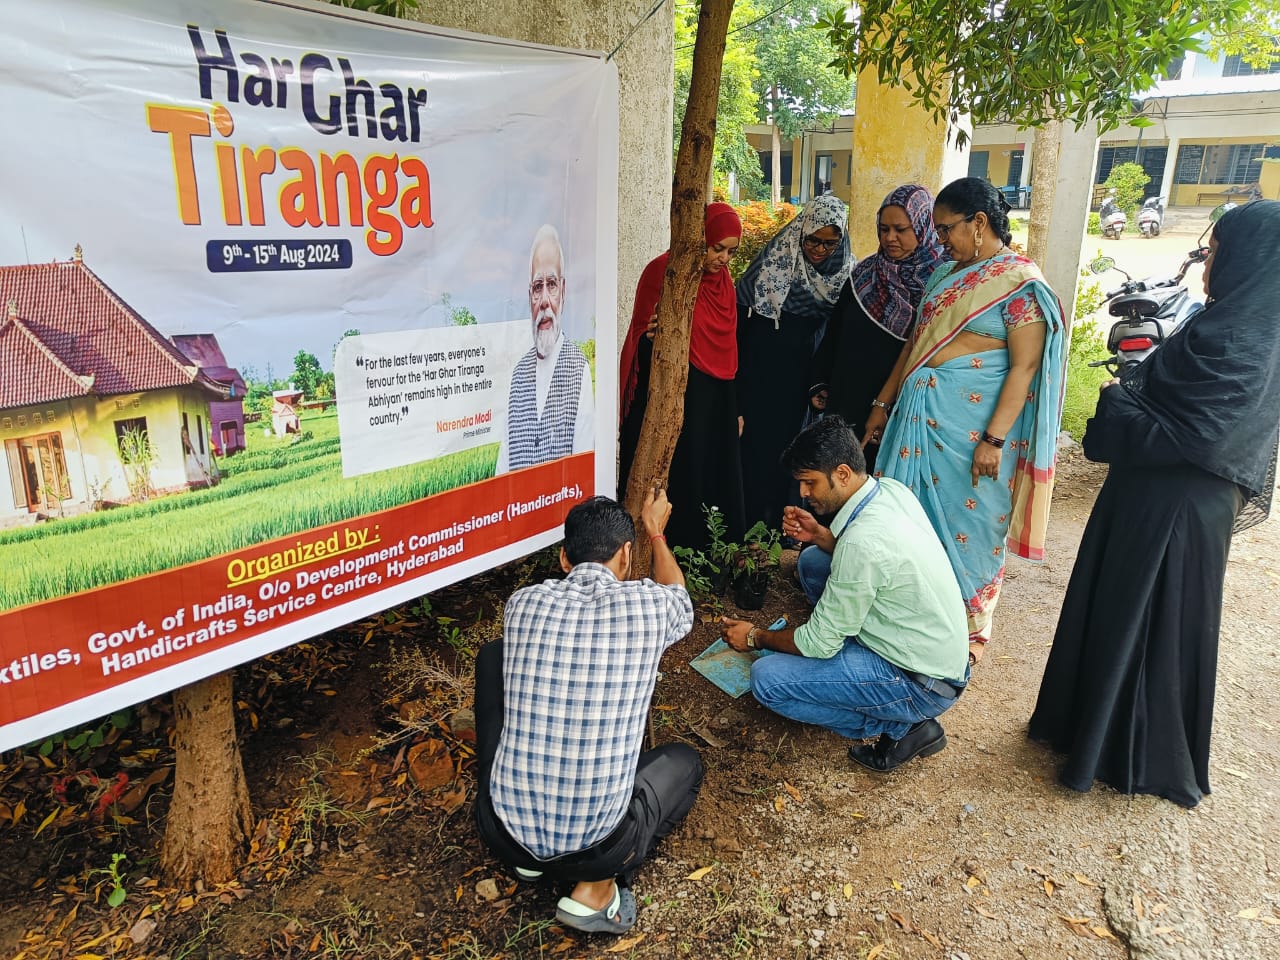 Har Ghar
Tiranga
9th - 15th Aug 2024
“For the last few years, everyone's
fervour for the ‘Har Ghar Tiranga
Abhiyan’ remains high in the entire
country.”
Narendra Modi
Prime Minister
Organized by :
Govt. of India, O/o Development Commissioner (Handicrafts),
Handicrafts Service Centre, Hyderabad